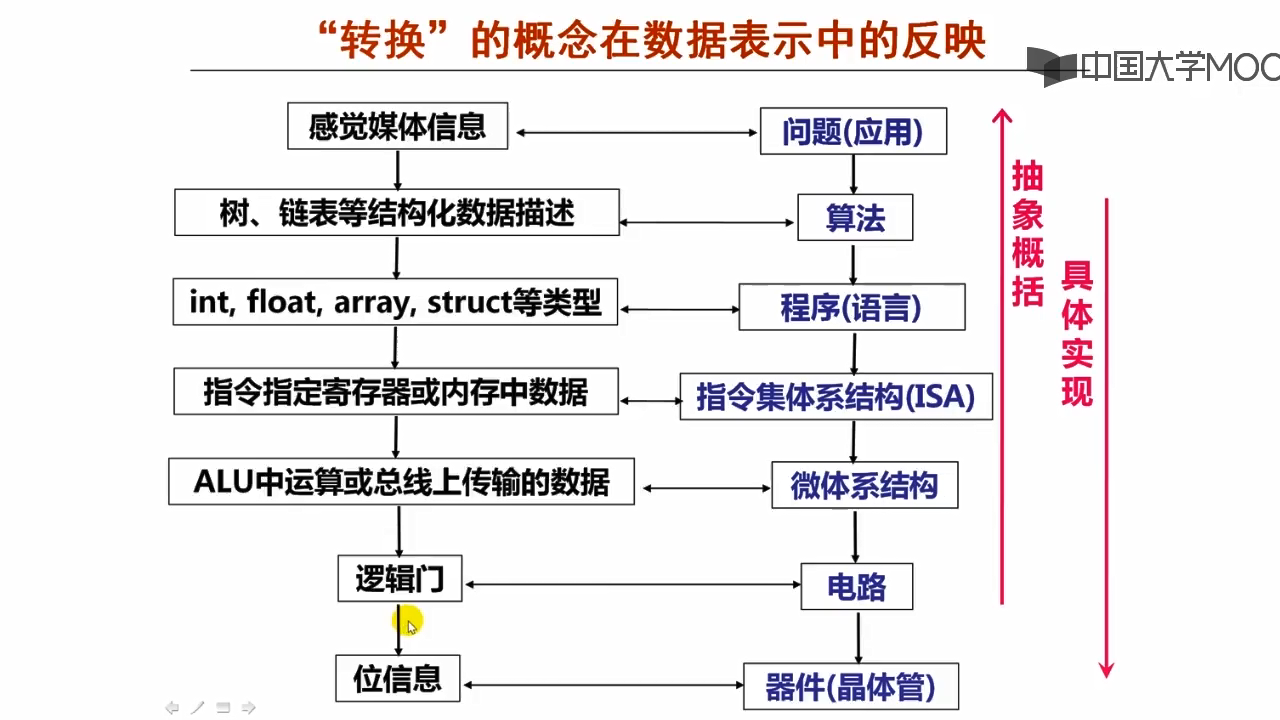 “转换”的概念在数据表示中的反映
中国大学MOO
感觉媒体信息
问题(应用)
树、链表等结构化数据描述
算法
int, float, array, struct等类型
程序(语言)
指令指定寄存器或内存中数据
指令集体系结构(ISA)
ALU中运算或总线上传输的数据
微体系结构
逻辑门
电路
位信息
器件(晶体管)
抽象概括
具体实现